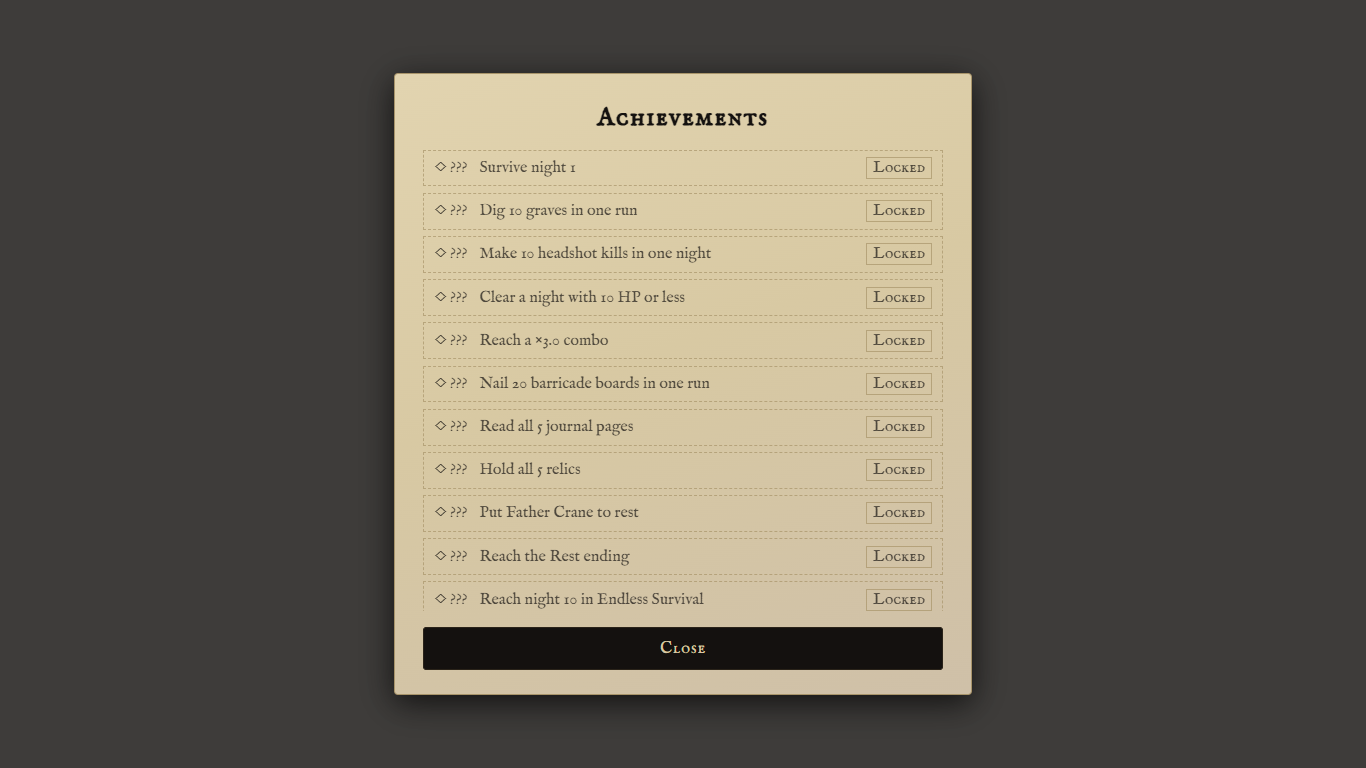 Achievements
◇ ??? Survive night 1 Locked
◇ ??? Dig 10 graves in one run Locked
◇ ??? Make 10 headshot kills in one night Locked
◇ ??? Clear a night with 10 HP or less Locked
◇ ??? Reach a ×3.0 combo Locked
◇ ??? Nail 20 barricade boards in one run Locked
◇ ??? Read all 5 journal pages Locked
◇ ??? Hold all 5 relics Locked
◇ ??? Put Father Crane to rest Locked
◇ ??? Reach the Rest ending Locked
◇ ??? Reach night 10 in Endless Survival Locked
Close